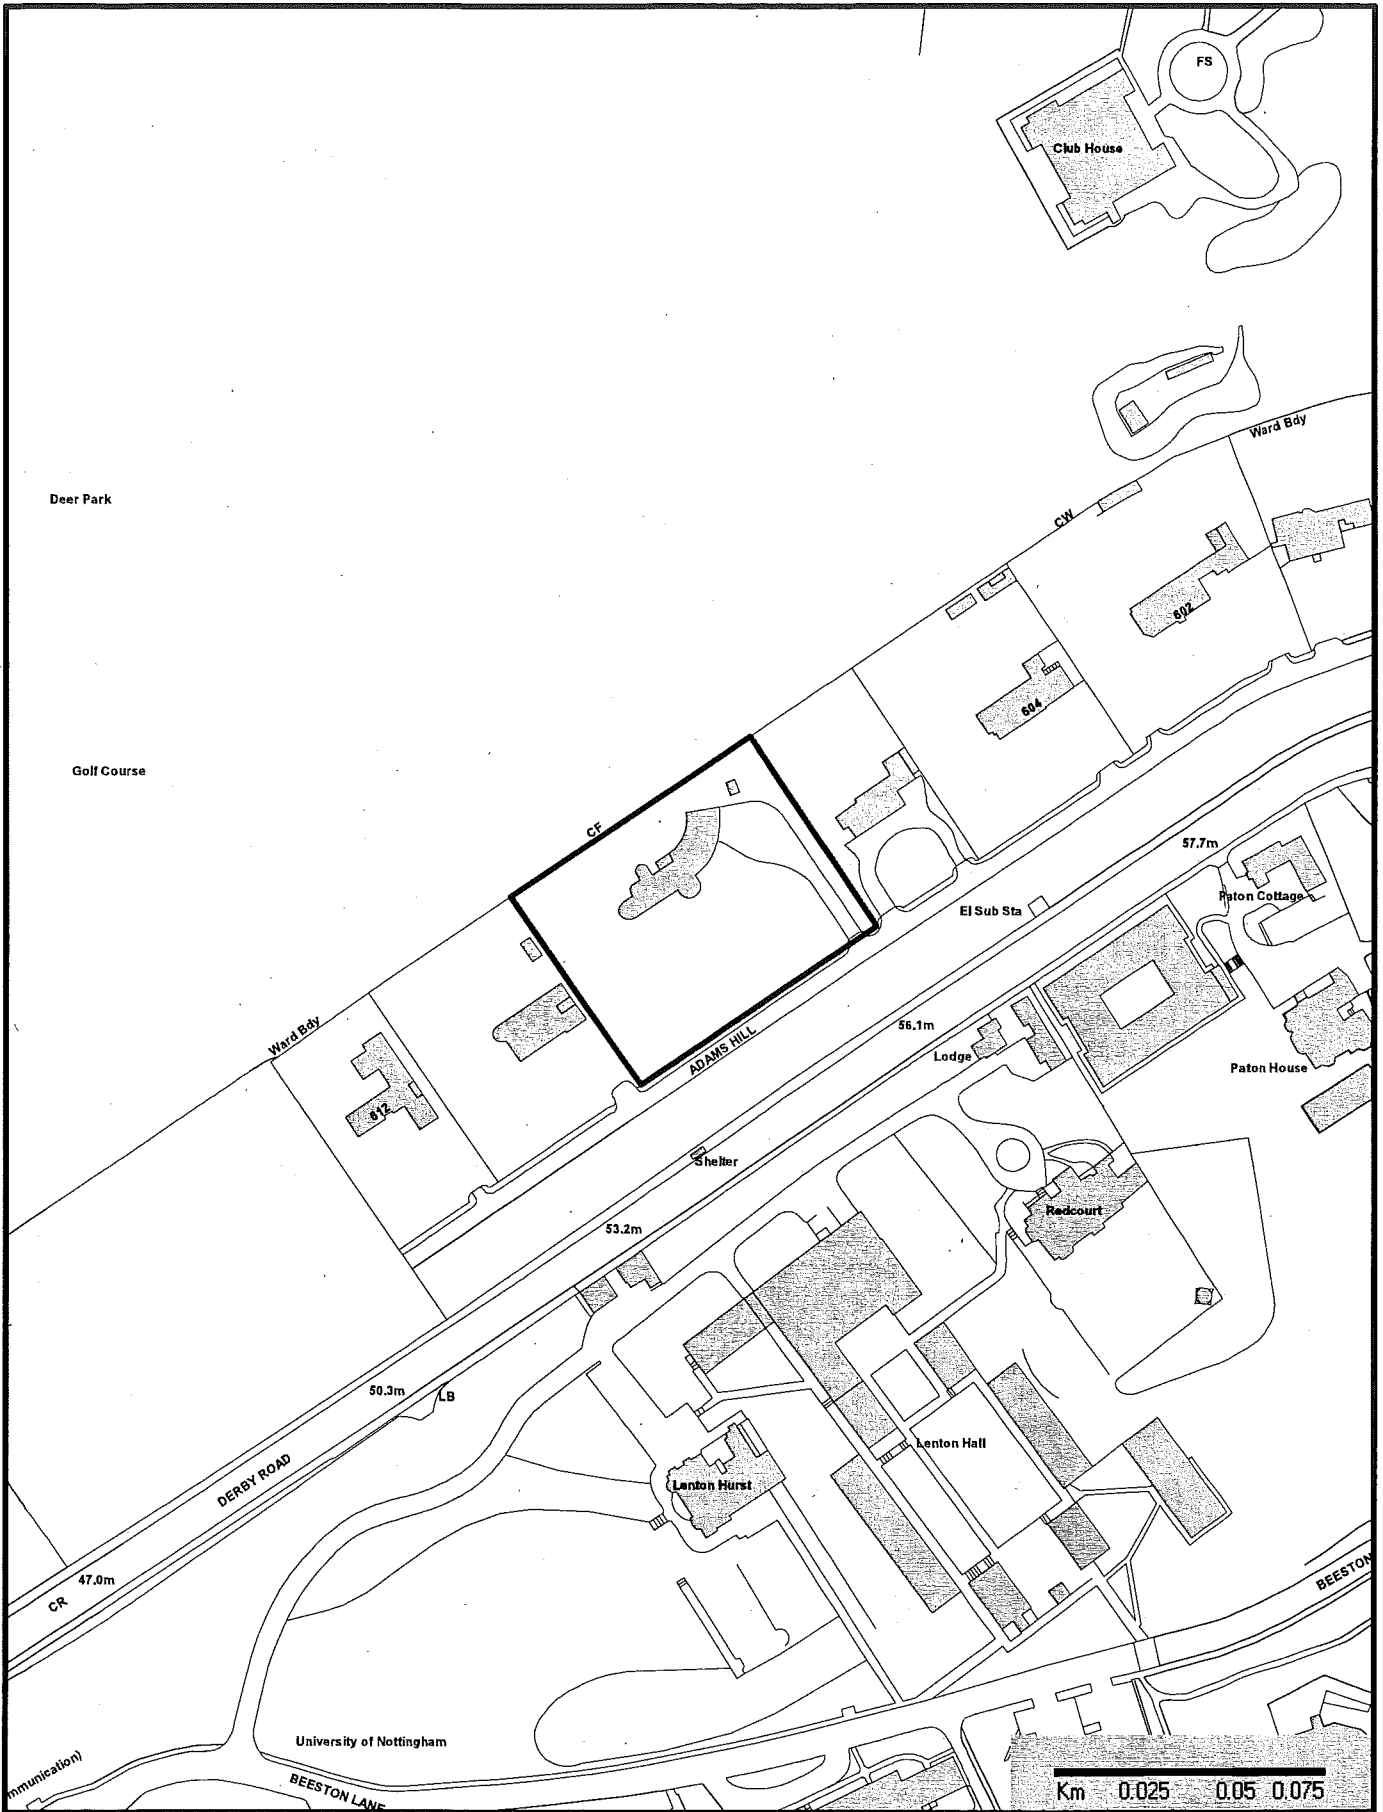 FS
Club House
Ward Bdy
Deer Park
CW
602
604
Golf Course
CF
57.7m
Paton Cottage
El Sub Sta
56.1m
ADAMS HILL
Lodge
Ward Bdy
Paton House
612
Shelter
Redcourt
53.2m
50.3m
LB
Lenton Hall
DERBY ROAD
Lenton Hurst
47.0m
CR
BEESTON
University of Nottingham
mmunication)
BEESTON LANE
Km 0.025 0.05 0.075